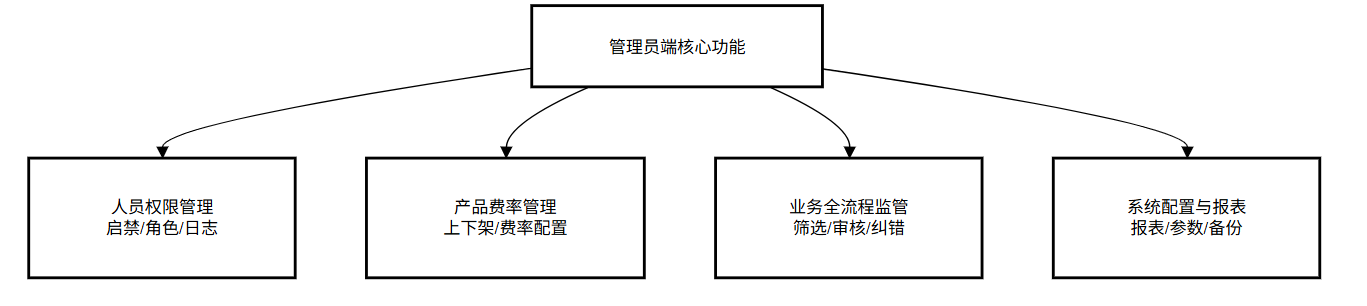 管理员端核心功能
人员权限管理
启禁/角色/日志
产品费率管理
上下架/费率配置
业务全流程监管
筛选/审核/纠错
系统配置与报表
报表/参数/备份